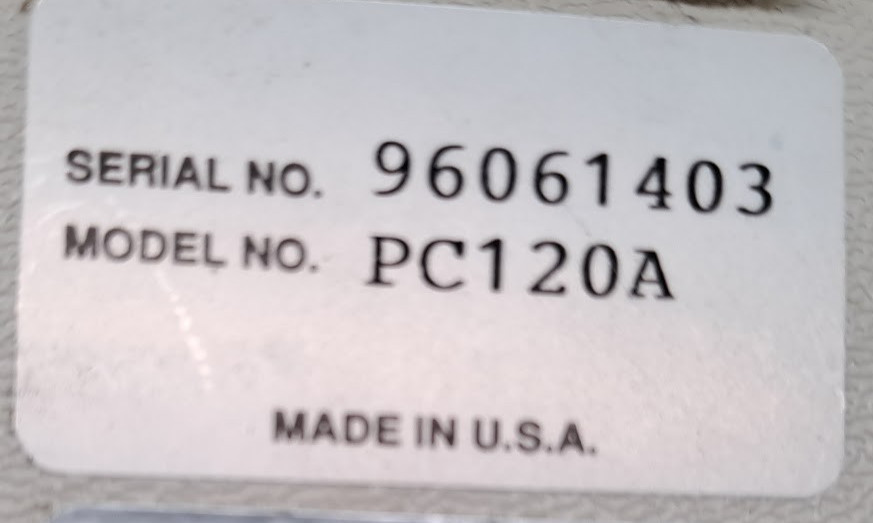 SERIAL NO. 96061403
MODEL NO. PC120A
MADE IN U.S.A.